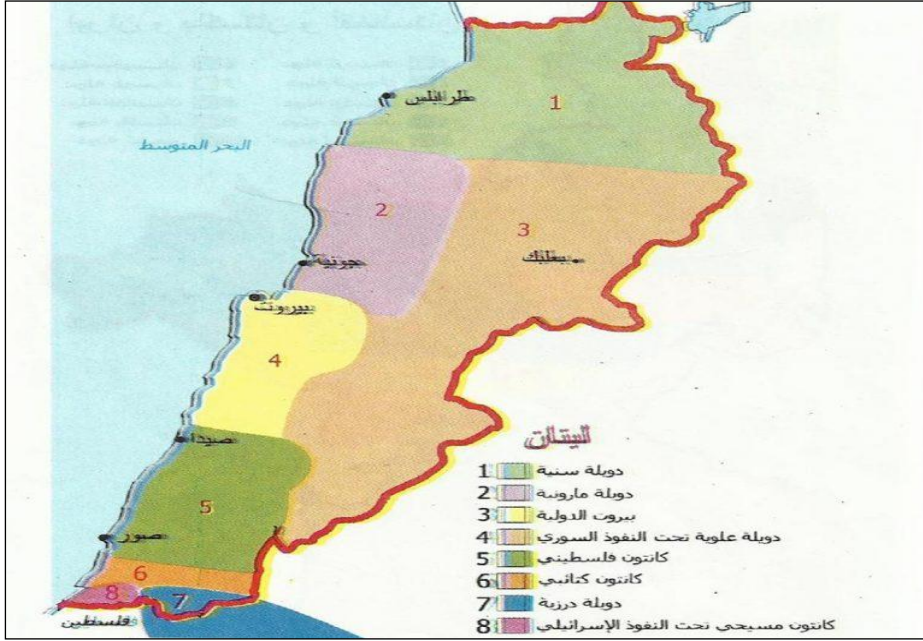 طرابلس
1
البحر المتوسط
2
3
بعلبك
جونية
بيروت
4
صيدا
5
صور
6
8
7
فلسطين
لبنان
1 دويلة سنية
2 دويلة مارونية
3 بيروت الدولية
4 دويلة علوية تحت النفوذ السوري
5 كانتون فلسطيني
6 كانتون كتائبي
7 دويلة درزية
8 كانتون مسيحي تحت النفوذ الإسرائيلي